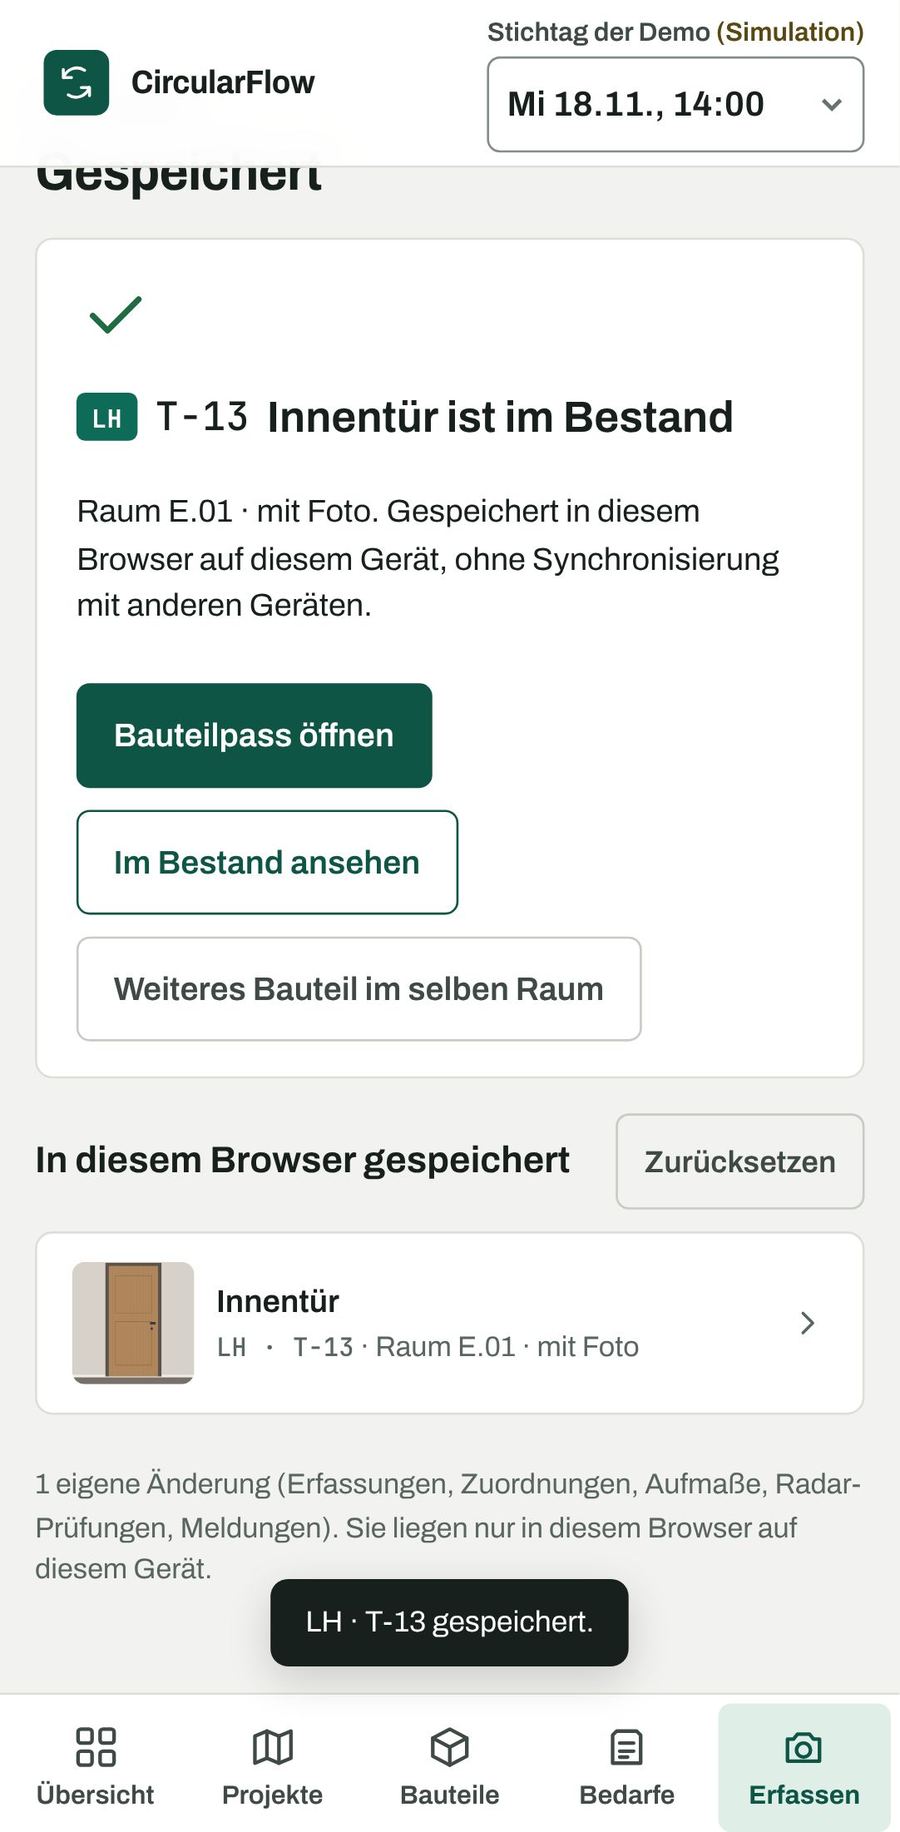 Stichtag der Demo (Simulation)
CircularFlow
Mi 18.11., 14:00
Gespeichert
LH T-13 Innentür ist im Bestand
Raum E.01 · mit Foto. Gespeichert in diesem
Browser auf diesem Gerät, ohne Synchronisierung
mit anderen Geräten.
Bauteilpass öffnen
Im Bestand ansehen
Weiteres Bauteil im selben Raum
In diesem Browser gespeichert
Zurücksetzen
Innentür
LH · T-13 · Raum E.01 · mit Foto
1 eigene Änderung (Erfassungen, Zuordnungen, Aufmaße, Radar-
Prüfungen, Meldungen). Sie liegen nur in diesem Browser auf
diesem Gerät.
LH · T-13 gespeichert.
Übersicht
Projekte
Bauteile
Bedarfe
Erfassen